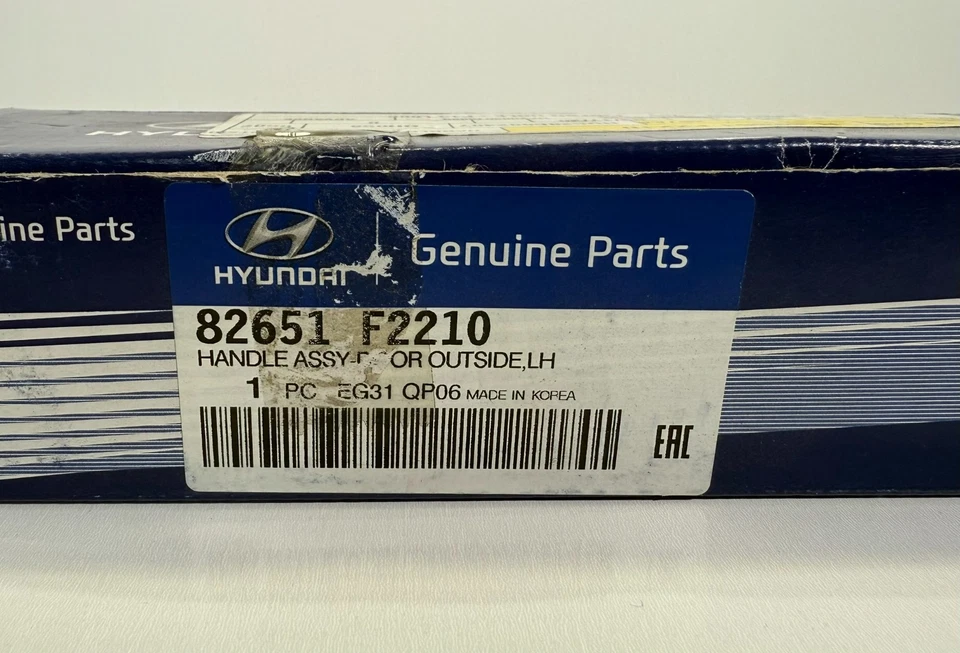 ine Parts
HYUNDAI
Genuine Parts
82651 F2210
HANDLE ASSY-D OR OUTSIDE,LH
1 PC EG31 QP06 MADE IN KOREA
EAC